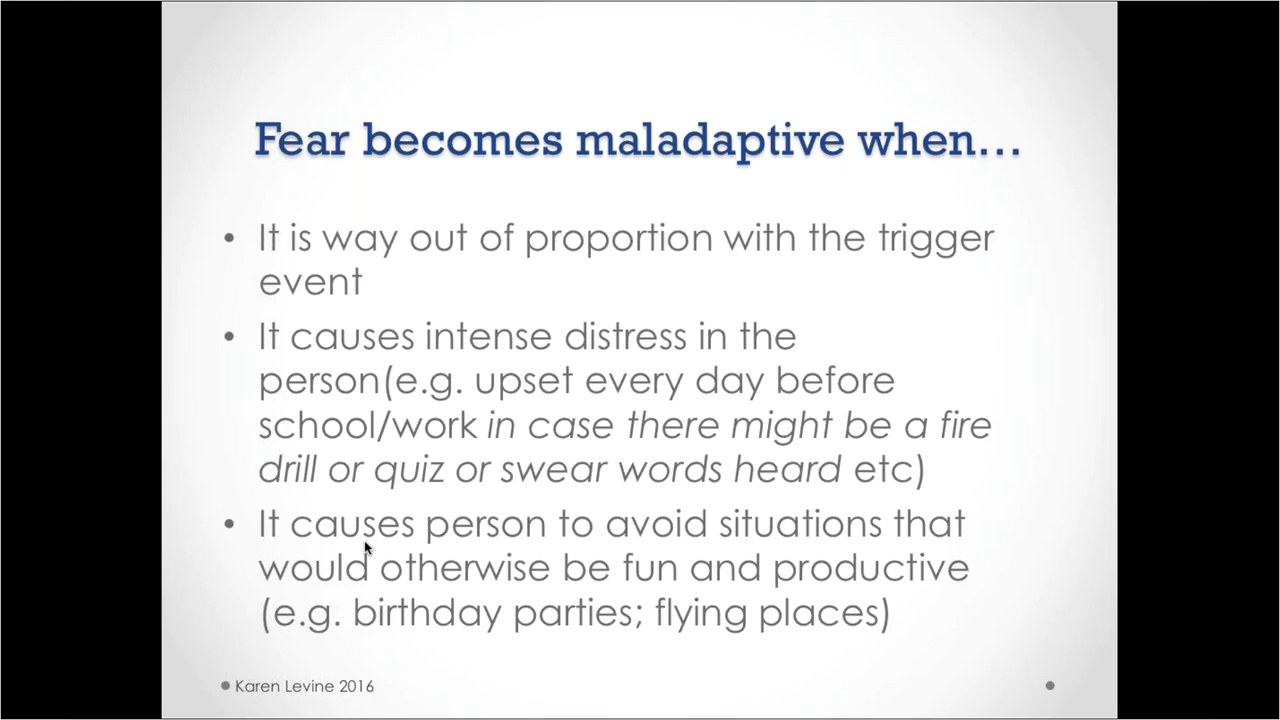 Fear becomes maladaptive when…
• It is way out of proportion with the trigger
event
• It causes intense distress in the
person(e.g. upset every day before
school/work in case there might be a fire
drill or quiz or swear words heard etc)
• It causes person to avoid situations that
would otherwise be fun and productive
(e.g. birthday parties; flying places)
Karen Levine 2016